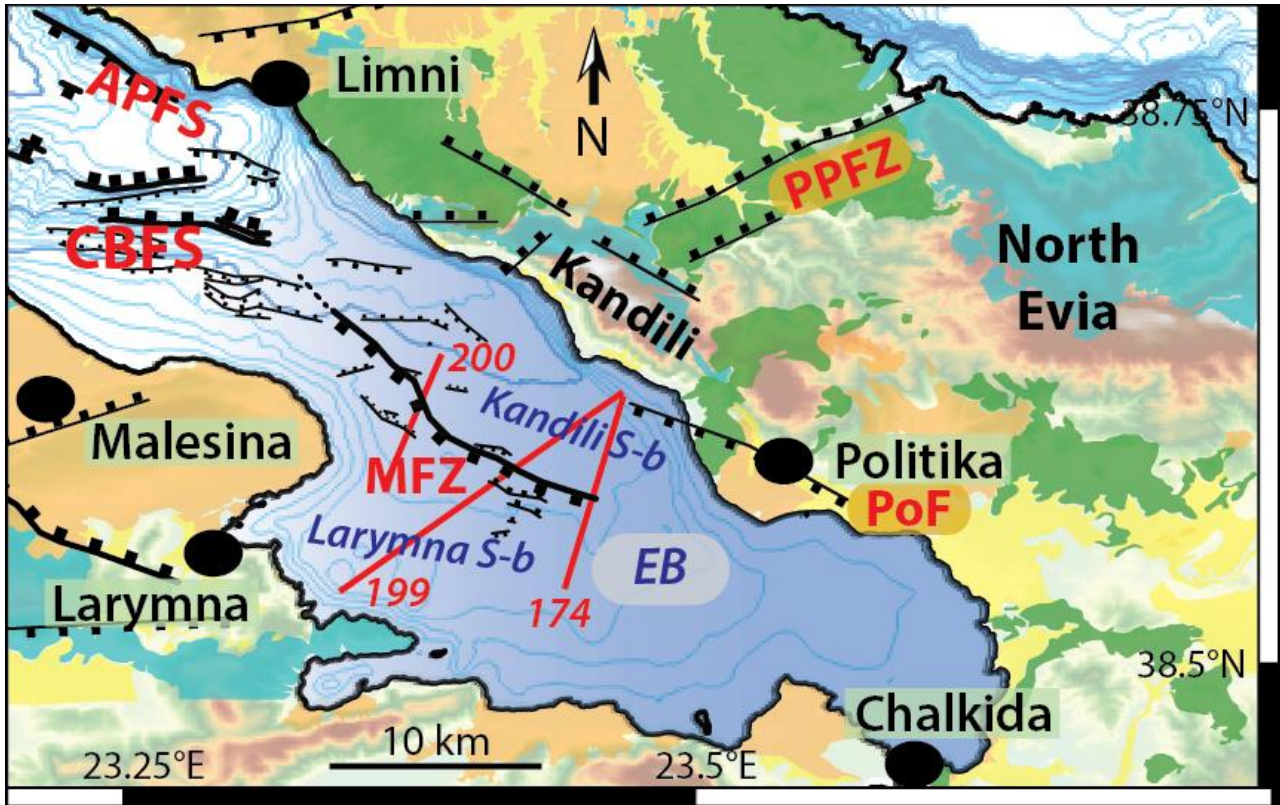 Limni
APFS
N
38.75°N
PPFZ
CBFS
Kandili
North
Evia
200
Kandili S-b
Malesina
MFZ
Politika
PoF
Larymna S-b
EB
199
174
Larymna
38.5°N
Chalkida
10 km
23.25°E
23.5°E